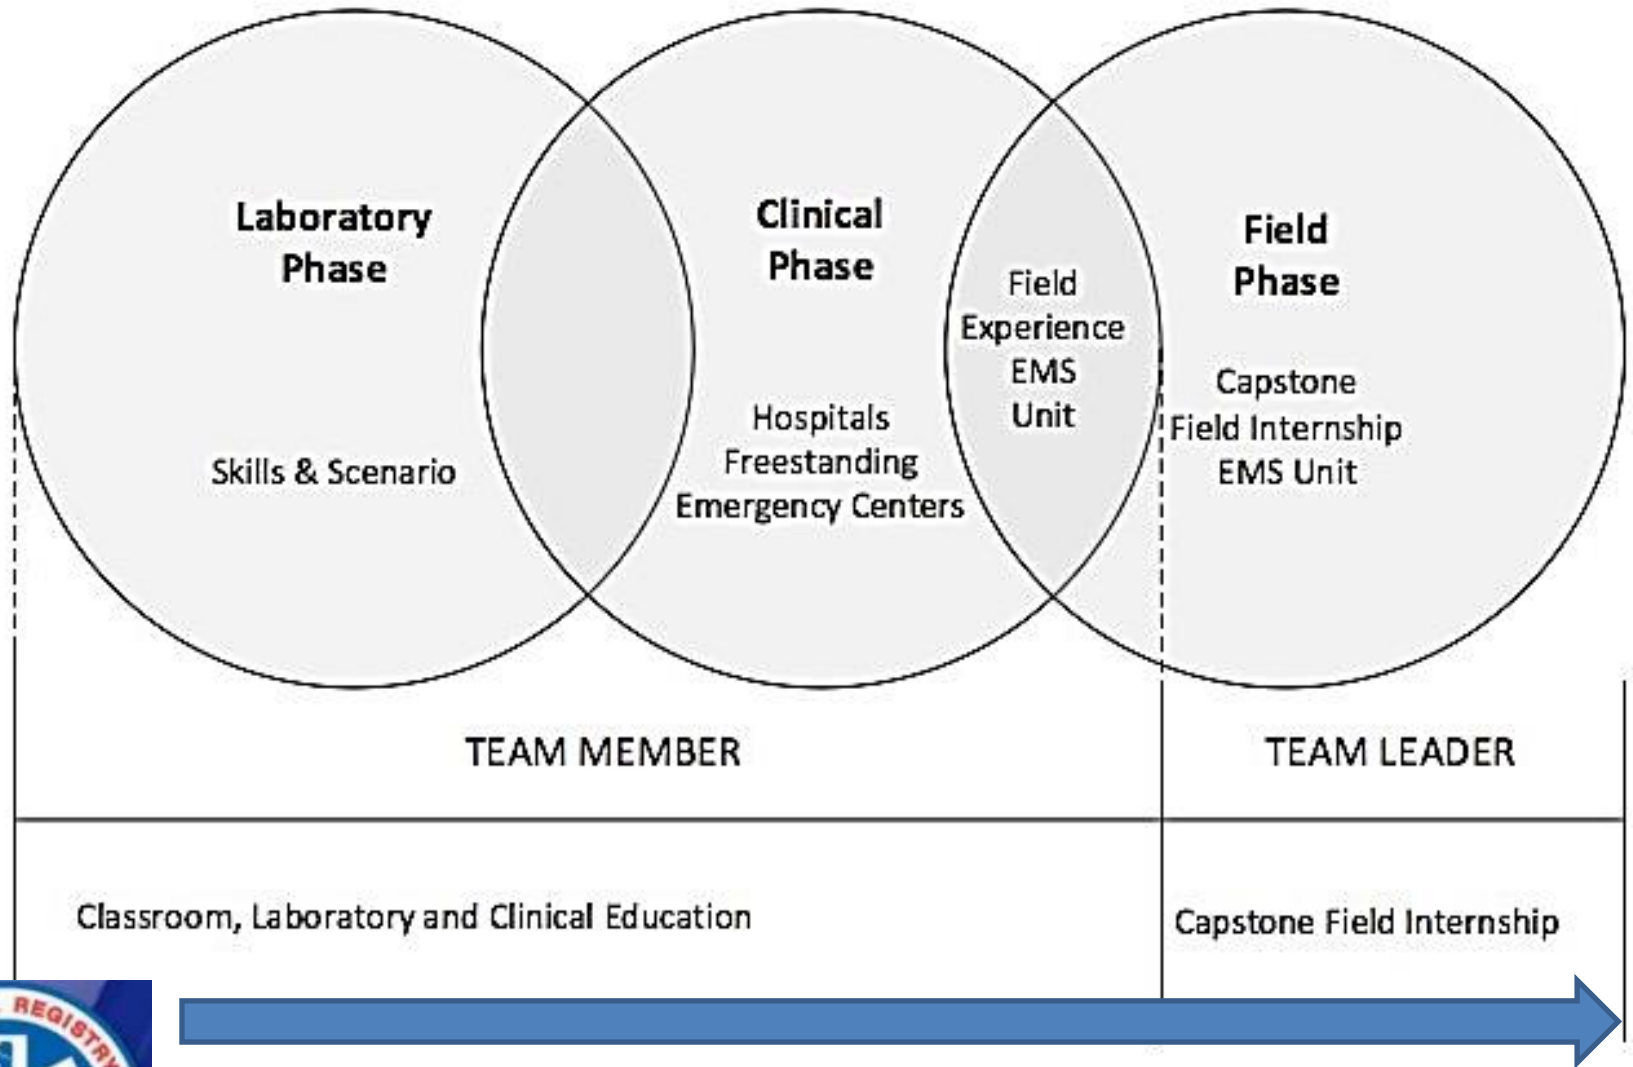 Laboratory
Phase
Skills & Scenario
Clinical
Phase
Hospitals
Freestanding
Emergency Centers
Field
Experience
EMS
Unit
Field
Phase
Capstone
Field Internship
EMS Unit
TEAM MEMBER
TEAM LEADER
Classroom, Laboratory and Clinical Education
Capstone Field Internship
REGISTRY